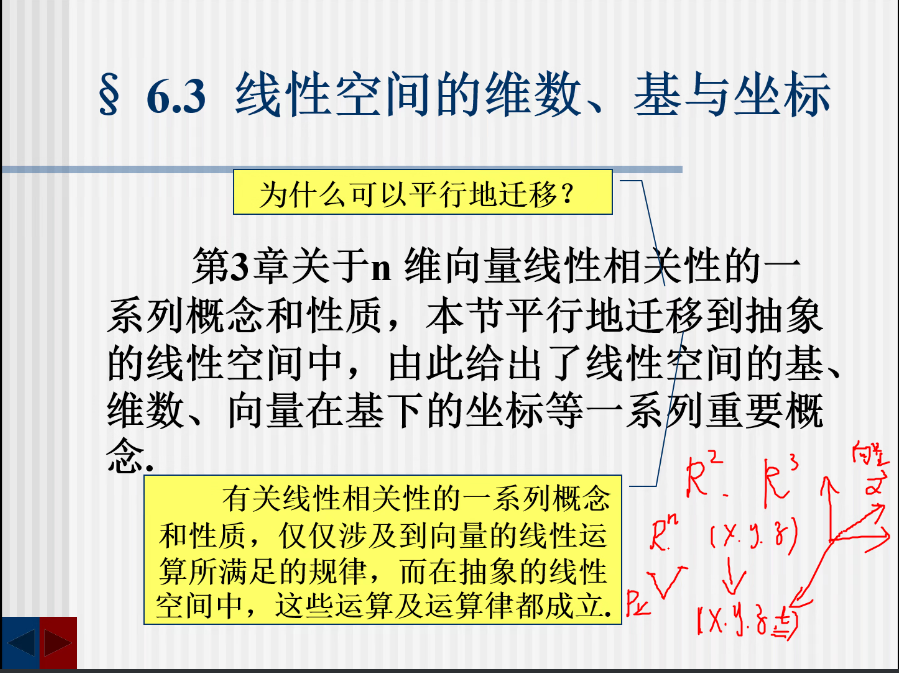 § 6.3 线性空间的维数、基与坐标
为什么可以平行地迁移？
第3章关于n 维向量线性相关性的一
系列概念和性质，本节平行地迁移到抽象
的线性空间中，由此给出了线性空间的基、
维数、向量在基下的坐标等一系列重要概
念.
有关线性相关性的一系列概念
和性质，仅仅涉及到向量的线性运
算所满足的规律，而在抽象的线性
空间中，这些运算及运算律都成立.
R² . R³
向量
Rⁿ (x.y.z)
(x.y.z.t)